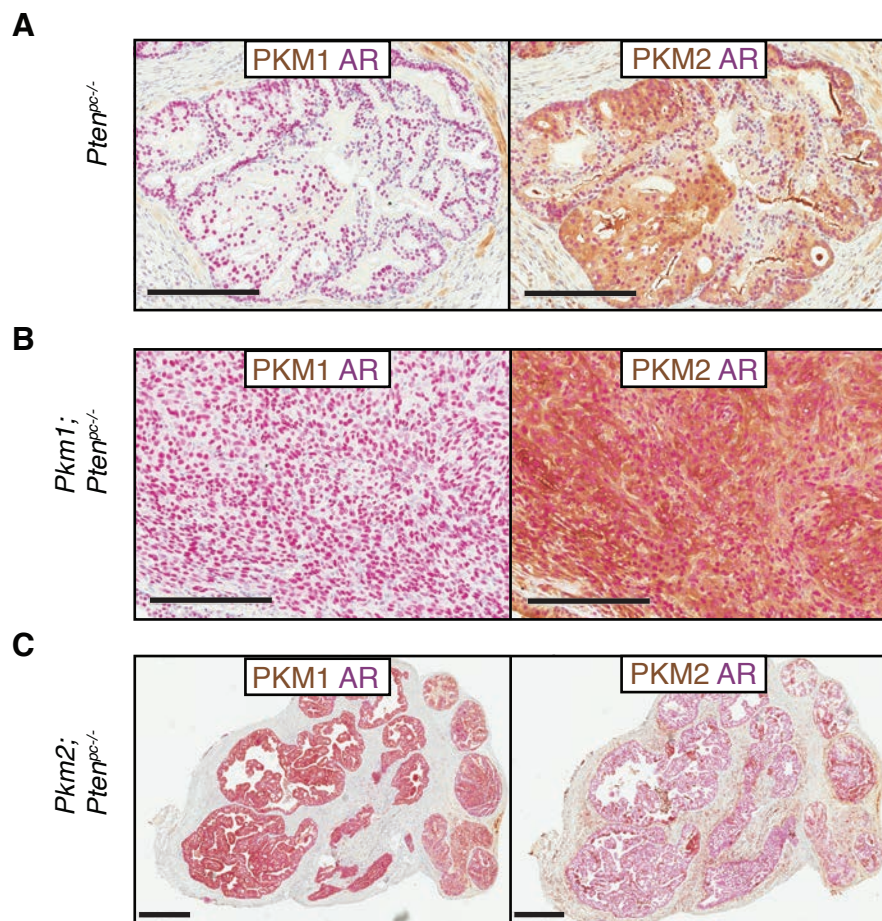 A
Pten^pc-/-
PKM1 AR
PKM2 AR
B
Pkm1;
Pten^pc-/-
PKM1 AR
PKM2 AR
C
Pkm2;
Pten^pc-/-
PKM1 AR
PKM2 AR